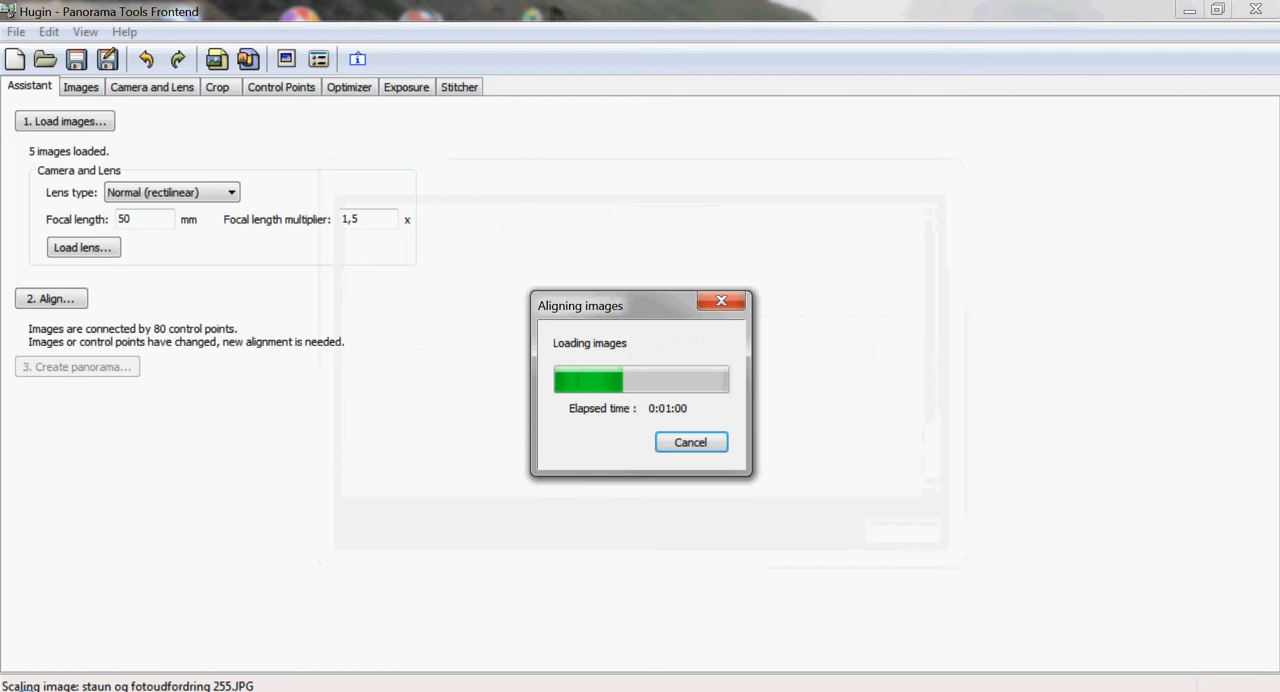 Hugin - Panorama Tools Frontend
File Edit View Help
Assistant Images Camera and Lens Crop Control Points Optimizer Exposure Stitcher
1. Load images...
5 images loaded.
Camera and Lens
Lens type: Normal (rectilinear)
Focal length: 50 mm Focal length multiplier: 1,5 x
Load lens...
2. Align...
Images are connected by 80 control points.
Images or control points have changed, new alignment is needed.
3. Create panorama...
Aligning images
Loading images
Elapsed time : 0:01:00
Cancel
Scaling image: staun og fotoudfordring 255.JPG